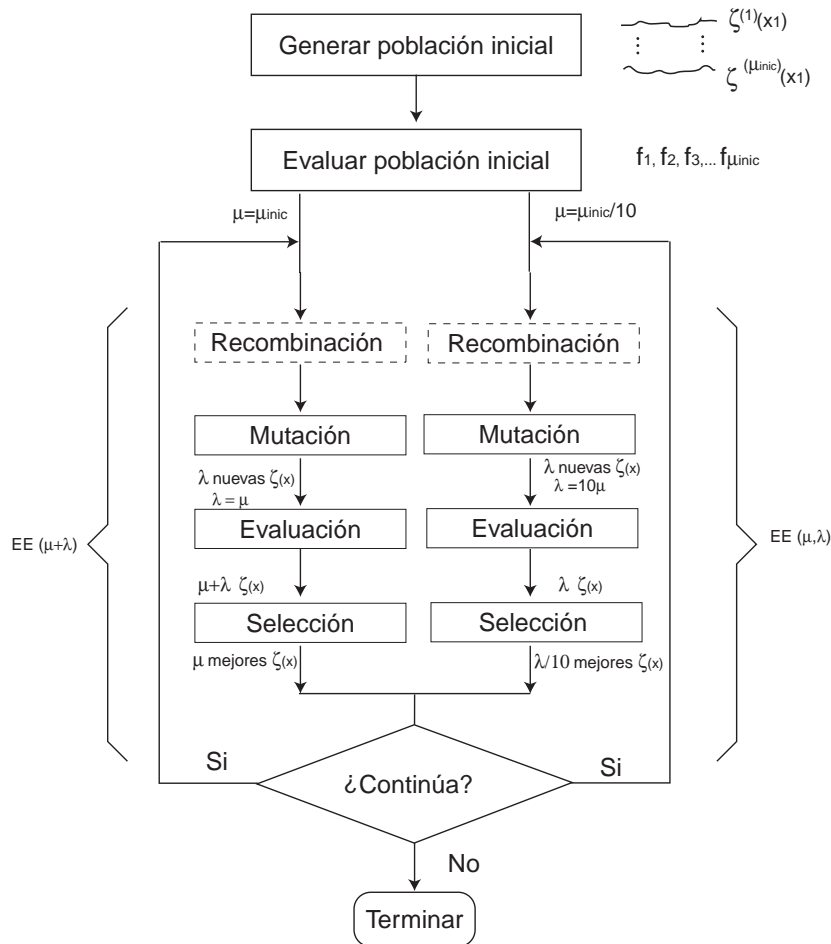 Generar población inicial
ζ(1)(x1)
ζ(μinic)(x1)
Evaluar población inicial
f1, f2, f3,... fμinic
μ=μinic
μ=μinic/10
Recombinación
Recombinación
Mutación
Mutación
λ nuevas ζ(x)
λ = μ
λ nuevas ζ(x)
λ =10μ
Evaluación
Evaluación
EE (μ+λ)
EE (μ,λ)
μ+λ ζ(x)
λ ζ(x)
Selección
Selección
μ mejores ζ(x)
λ/10 mejores ζ(x)
Si
¿Continúa?
Si
No
Terminar